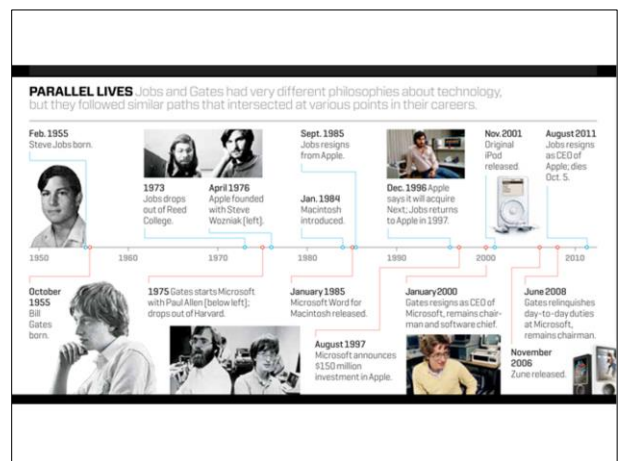 PARALLEL LIVES Jobs and Gates had very different philosophies about technology,
but they followed similar paths that intersected at various points in their careers.
Feb. 1955
Steve Jobs born.
1973
Jobs drops
out of Reed
College.
April 1976
Apple founded
with Steve
Wozniak (left).
Sept. 1985
Jobs resigns
from Apple.
Jan. 1984
Macintosh
introduced.
Dec. 1996 Apple
says it will acquire
Next; Jobs returns
to Apple in 1997.
Nov. 2001
Original
iPod
released.
August 2011
Jobs resigns
as CEO of
Apple; dies
Oct. 5.
1950 1960 1970 1980 1990 2000 2010
October
1955
Bill
Gates
born.
1975 Gates starts Microsoft
with Paul Allen (below left);
drops out of Harvard.
January 1985
Microsoft Word for
Macintosh released.
August 1997
Microsoft announces
$150 million
investment in Apple.
January 2000
Gates resigns as CEO of
Microsoft, remains chair-
man and software chief.
June 2008
Gates relinquishes
day-to-day duties
at Microsoft,
remains chairman.
November
2006
Zune released.